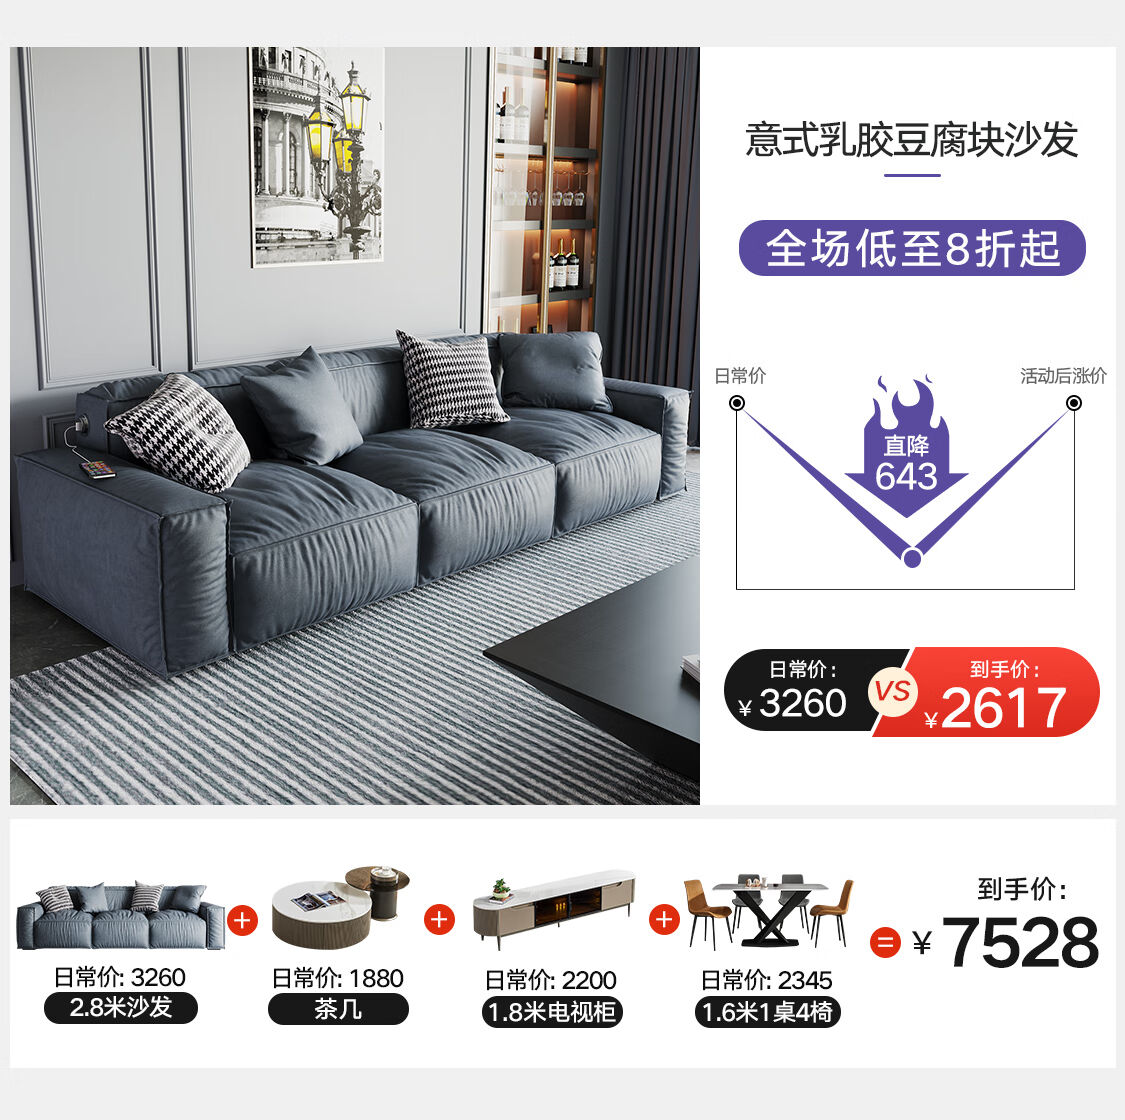 意式乳胶豆腐块沙发
全场低至8折起
日常价
活动后涨价
直降
643
日常价:
¥3260
VS
到手价:
¥2617
日常价: 3260
2.8米沙发
日常价: 1880
茶几
日常价: 2200
1.8米电视柜
日常价: 2345
1.6米1桌4椅
到手价:
¥7528